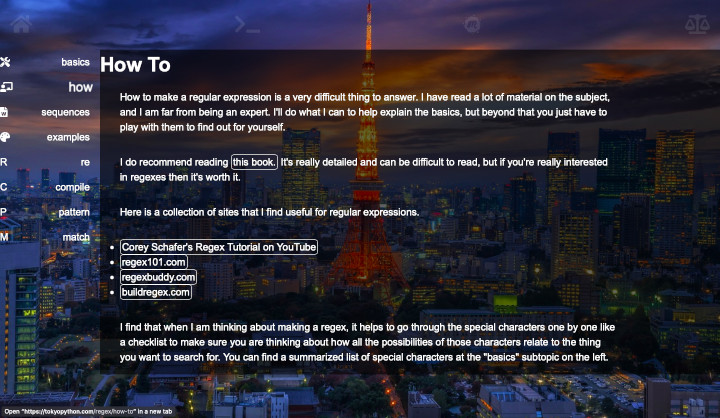 How To
basics
how
sequences
examples
R re
C compile
P pattern
M match
How to make a regular expression is a very difficult thing to answer. I have read a lot of material on the subject,
and I am far from being an expert. I'll do what I can to help explain the basics, but beyond that you just have to
play with them to find out for yourself.
I do recommend reading this book. It's really detailed and can be difficult to read, but if you're really interested
in regexes then it's worth it.
Here is a collection of sites that I find useful for regular expressions.
Corey Schafer's Regex Tutorial on YouTube
regex101.com
regexbuddy.com
buildregex.com
I find that when I am thinking about making a regex, it helps to go through the special characters one by one like
a checklist to make sure you are thinking about how all the possibilities of those characters relate to the thing
you want to search for. You can find a summarized list of special characters at the "basics" subtopic on the left.
Open "https://tokyopython.com/regex/how-to" in a new tab